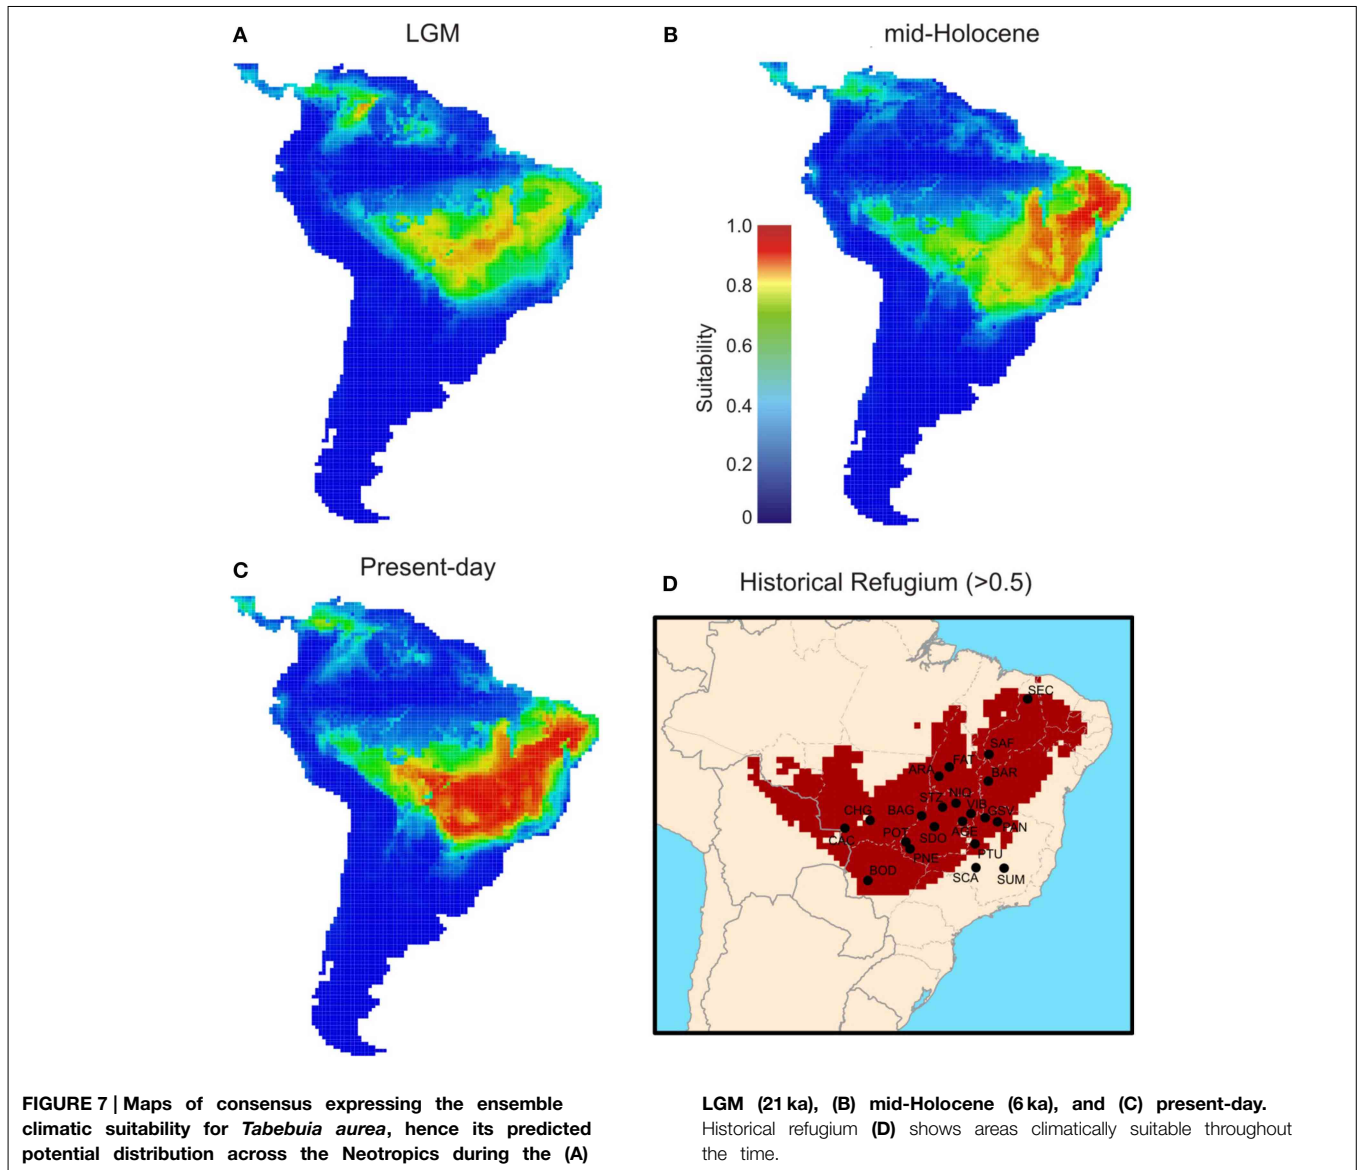 A
LGM
B
mid-Holocene
1.0
0.8
0.6
0.4
0.2
0
Suitability
C
Present-day
D
Historical Refugium (>0.5)
SEC
SAF
FAT
ARA
BAR
NIQ
STZ
VIB
GSV
CHG
BAG
PAN
CAC
POT
SDO
AGE
PNE
PTU
BOD
SCA
SUM
FIGURE 7 | Maps of consensus expressing the ensemble
climatic suitability for Tabebuia aurea, hence its predicted
potential distribution across the Neotropics during the (A)
LGM (21 ka), (B) mid-Holocene (6 ka), and (C) present-day.
Historical refugium (D) shows areas climatically suitable throughout
the time.